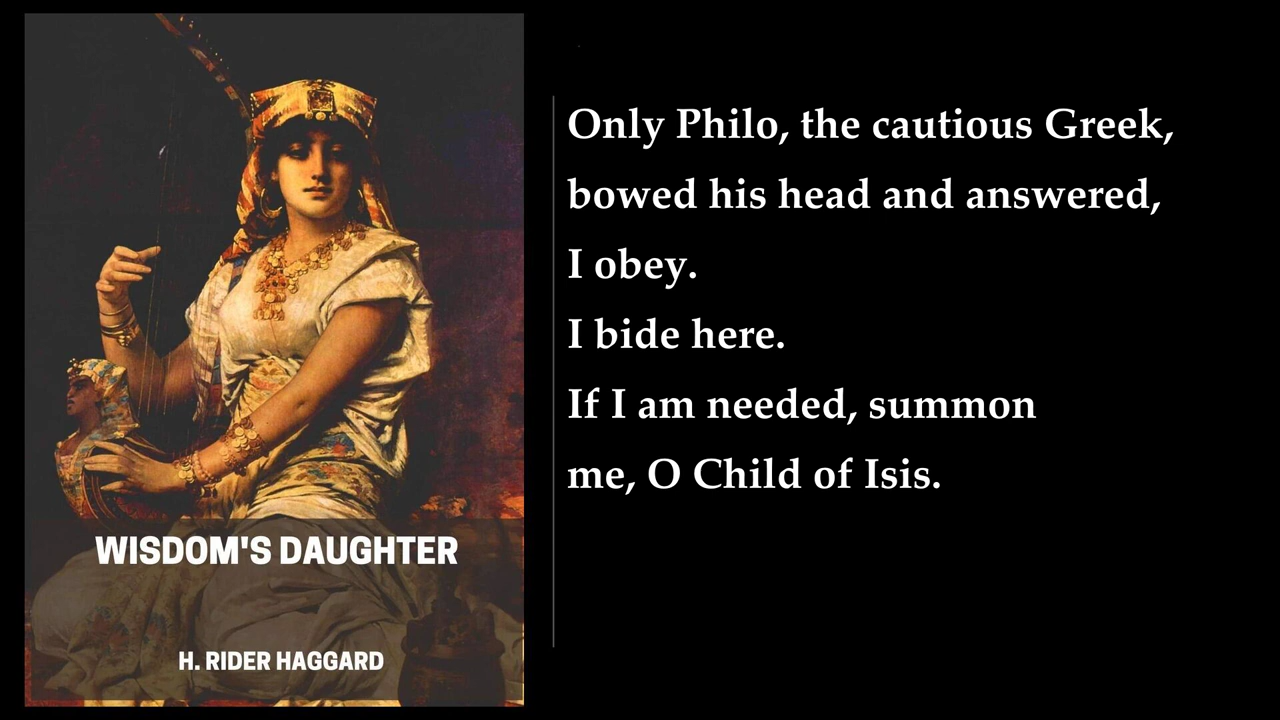 WISDOM'S DAUGHTER
H. RIDER HAGGARD
Only Philo, the cautious Greek,
bowed his head and answered,
I obey.
I bide here.
If I am needed, summon
me, O Child of Isis.